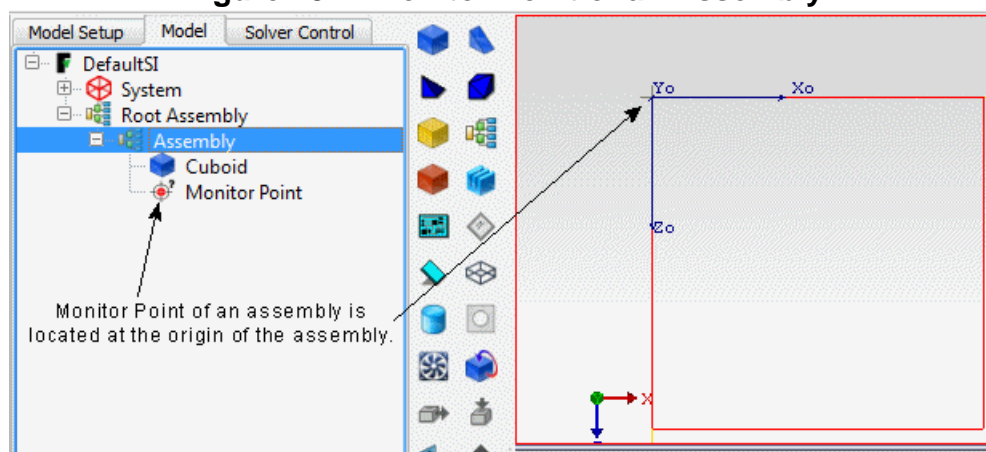 Model Setup Model Solver Control
DefaultSI
System
Root Assembly
Assembly
Cuboid
Monitor Point
Monitor Point of an assembly is
located at the origin of the assembly.
Yo Xo
Zo
X